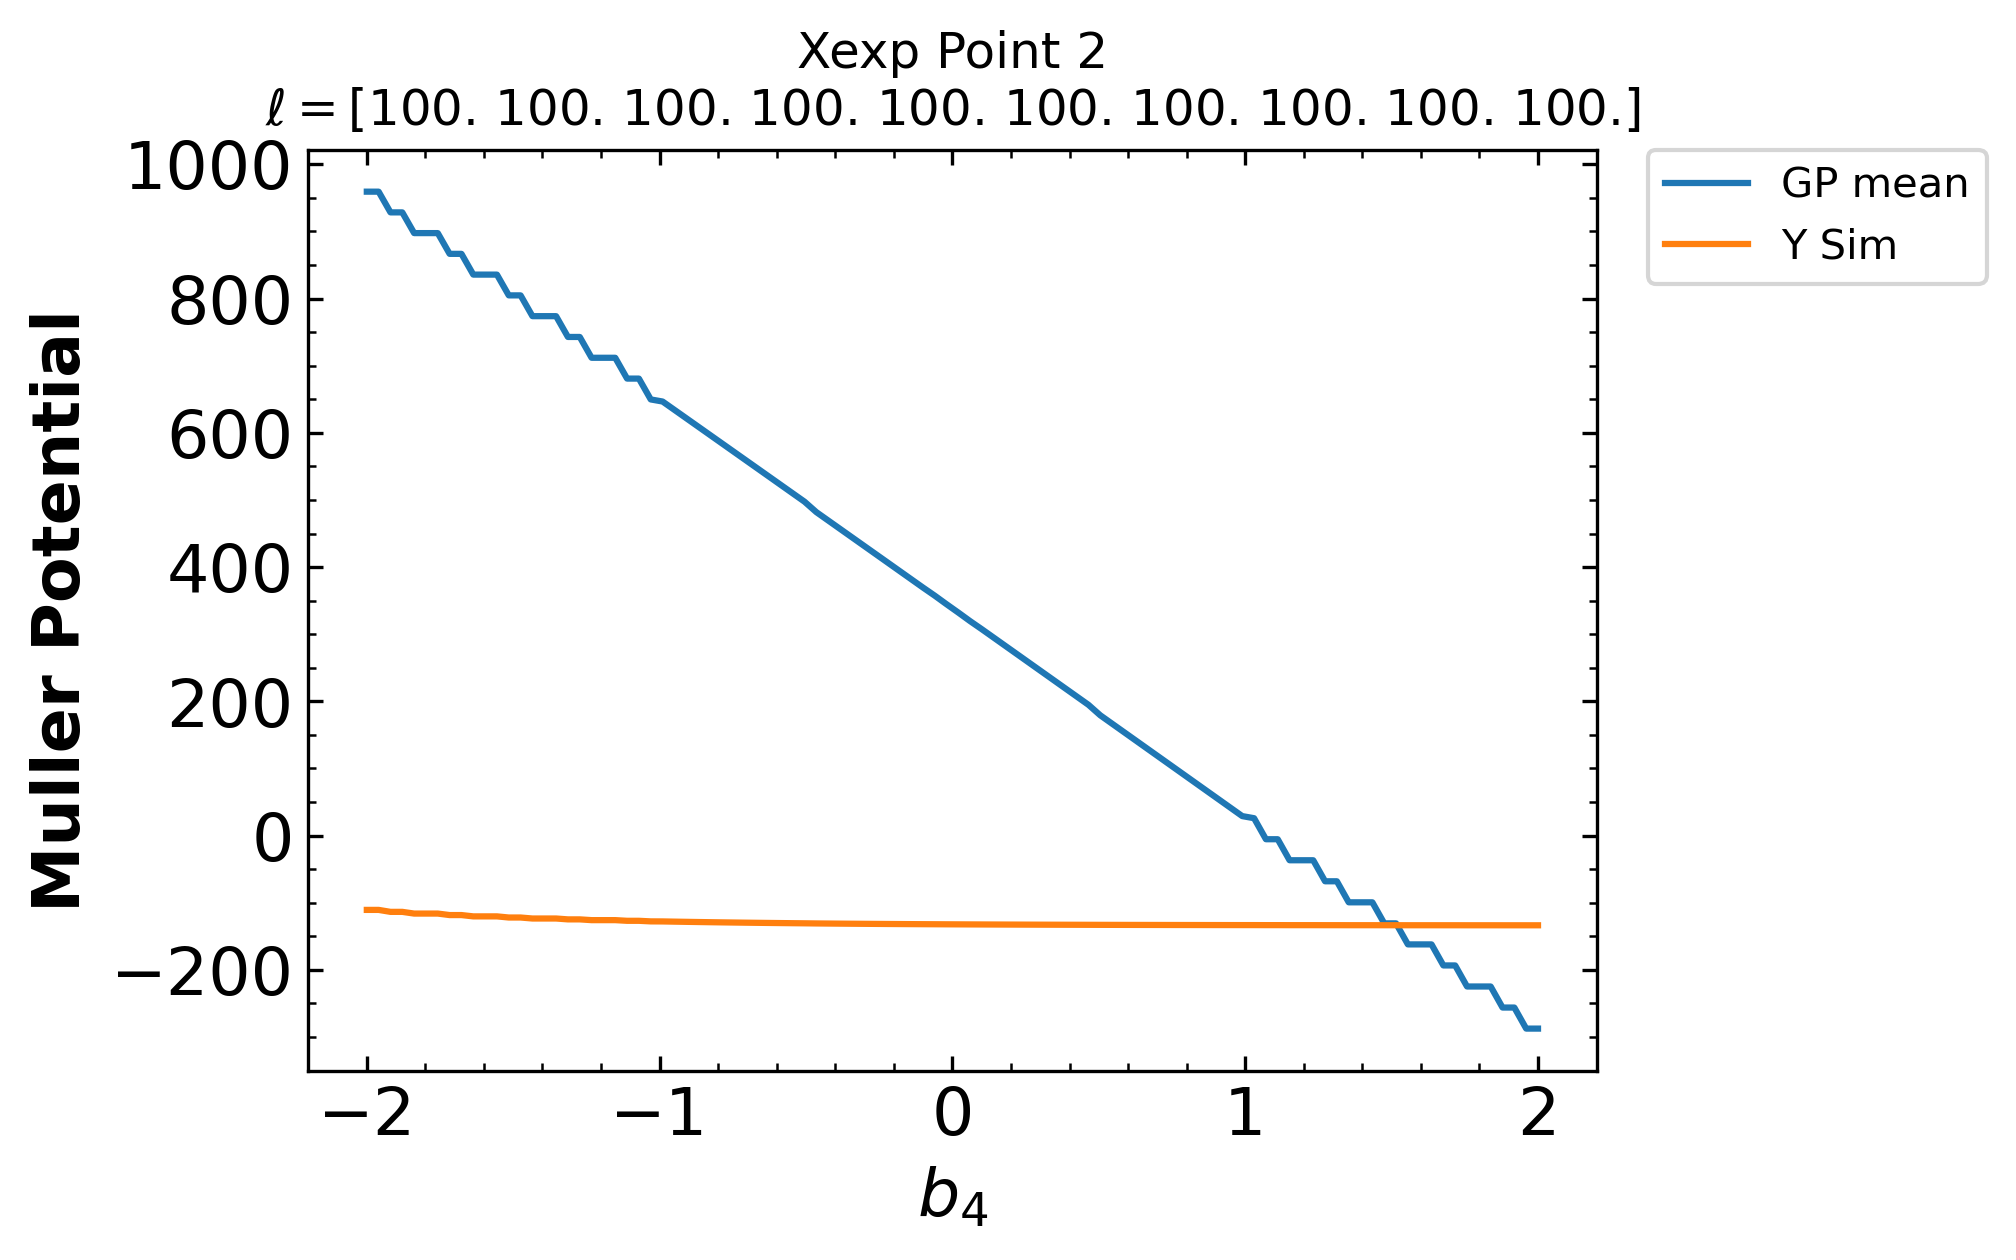 Xexp Point 2
ℓ = [100. 100. 100. 100. 100. 100. 100. 100. 100. 100.]
GP mean
Y Sim
Muller Potential
1000
800
600
400
200
0
−200
−2 −1 0 1 2
b₄